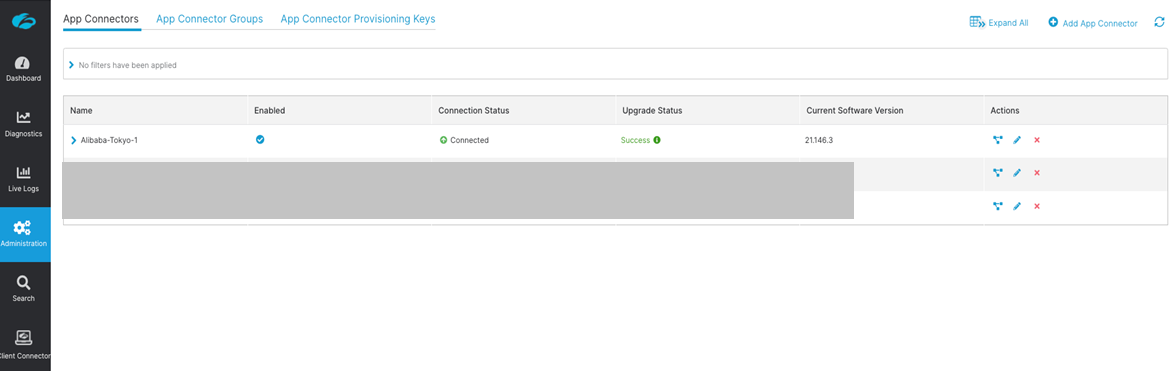 App Connectors App Connector Groups App Connector Provisioning Keys
Expand All Add App Connector
No filters have been applied
Name Enabled Connection Status Upgrade Status Current Software Version Actions
Alibaba-Tokyo-1 Connected Success 21.146.3
Dashboard
Diagnostics
Live Logs
Administration
Search
Client Connector